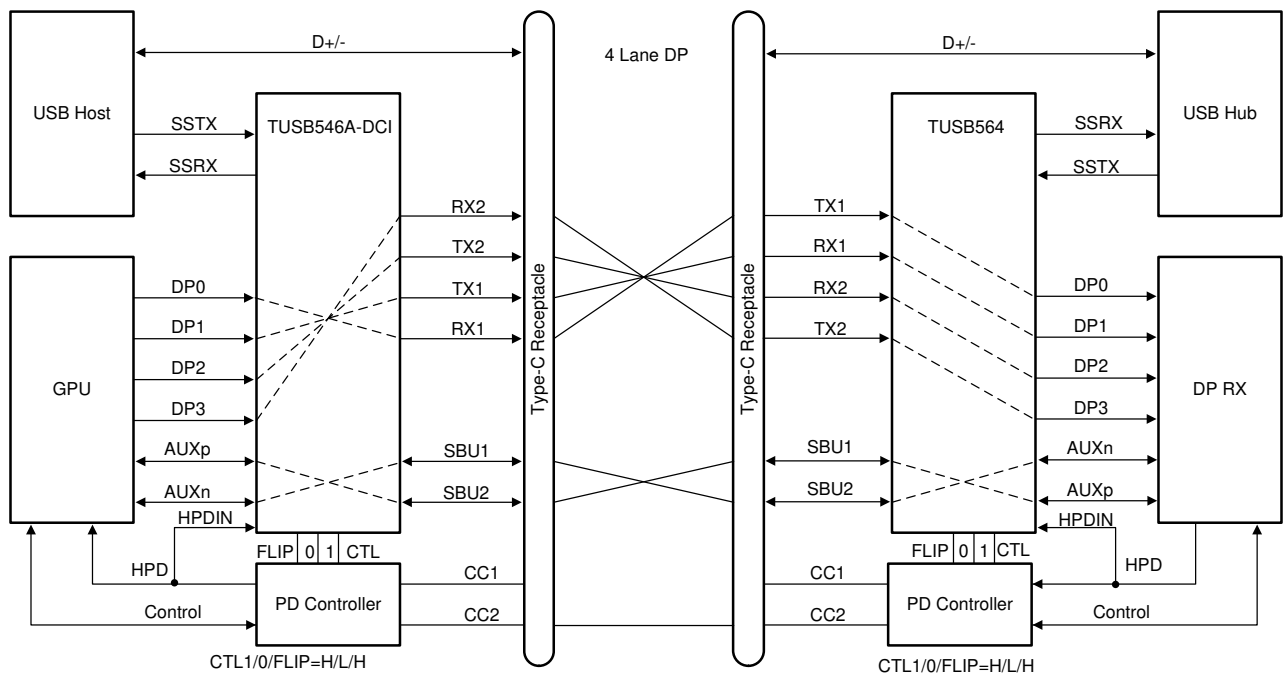 D+/-
4 Lane DP
D+/-
USB Host
TUSB546A-DCI
TUSB564
USB Hub
SSTX
SSRX
SSRX
SSTX
RX2
TX2
TX1
RX1
Type-C Receptacle
Type-C Receptacle
TX1
RX1
RX2
TX2
GPU
DP0
DP1
DP2
DP3
AUXp
AUXn
HPDIN
SBU1
SBU2
SBU1
SBU2
DP0
DP1
DP2
DP3
AUXn
AUXp
HPDIN
DP RX
FLIP 0 1 CTL
FLIP 0 1 CTL
HPD
Control
PD Controller
CC1
CC2
CC1
CC2
PD Controller
HPD
Control
CTL1/0/FLIP=H/L/H
CTL1/0/FLIP=H/L/H